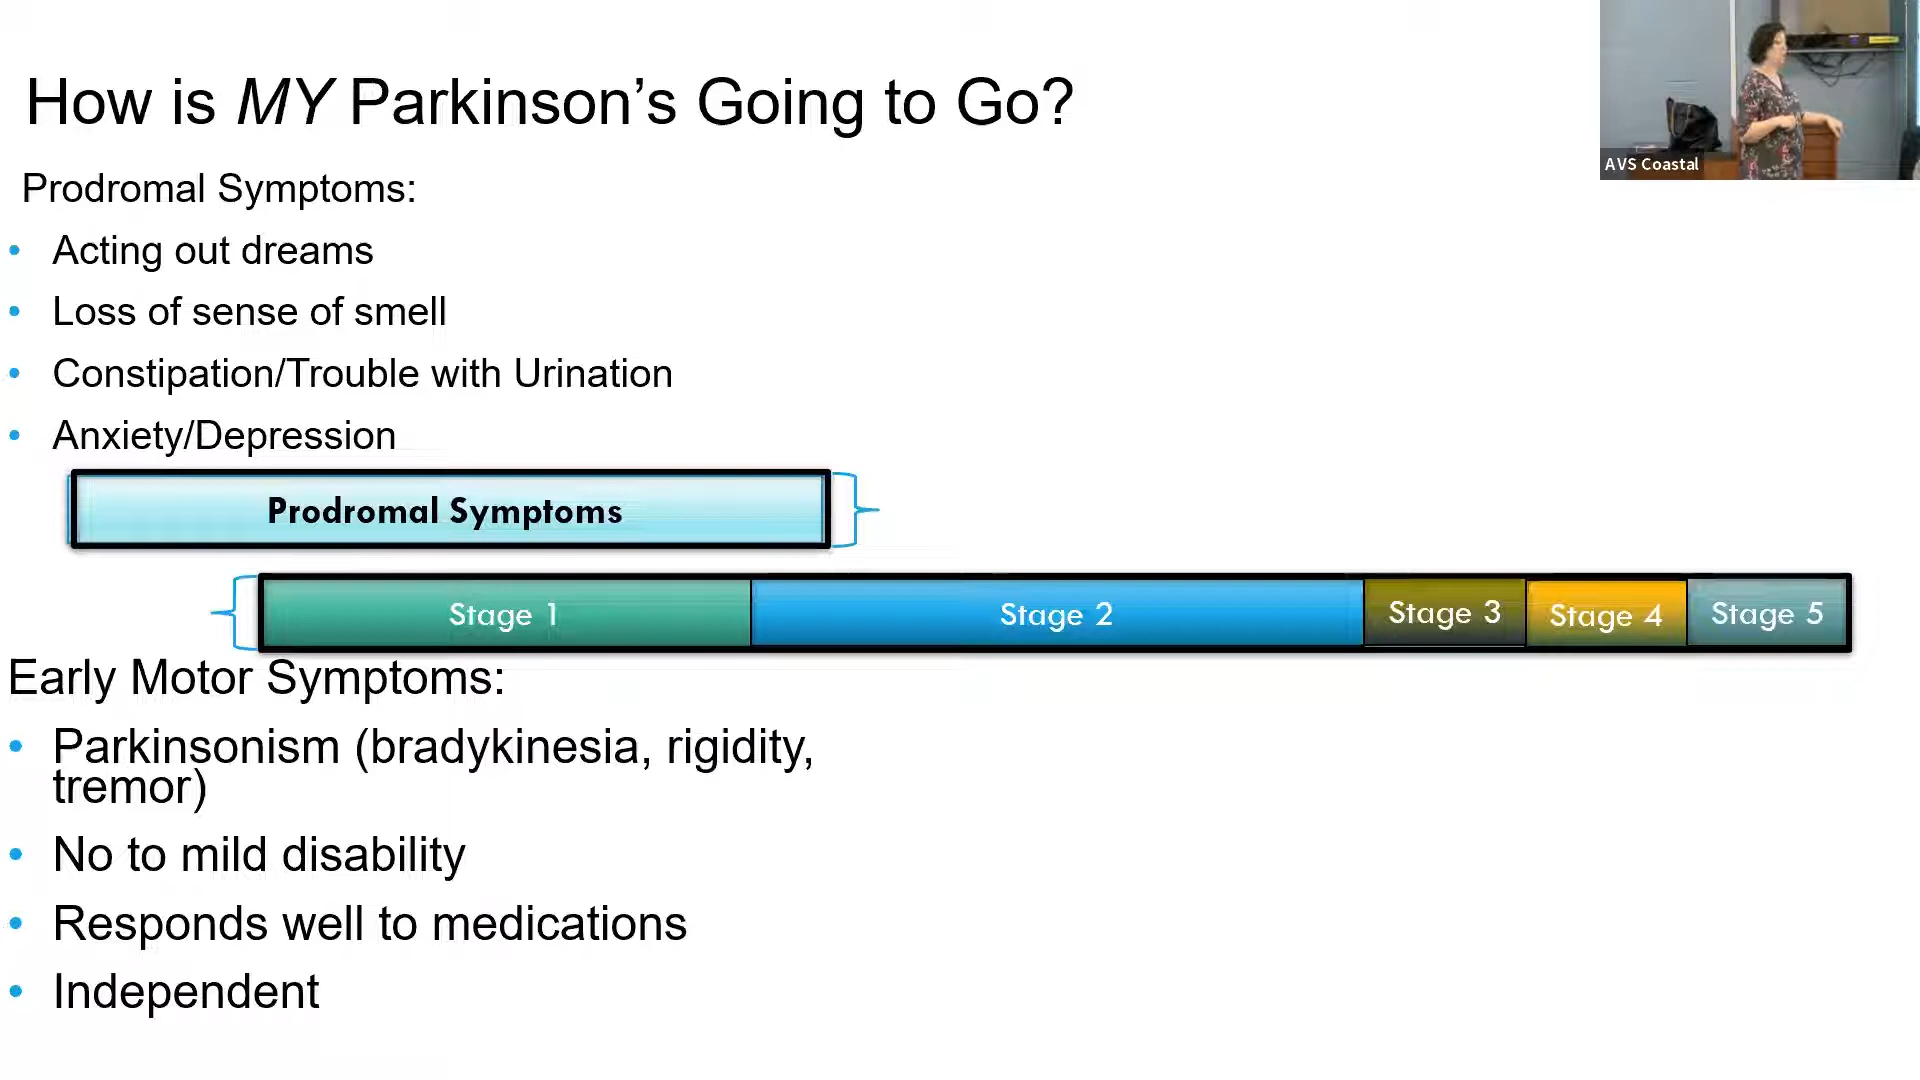 How is MY Parkinson’s Going to Go?
AVS Coastal
Prodromal Symptoms:
• Acting out dreams
• Loss of sense of smell
• Constipation/Trouble with Urination
• Anxiety/Depression
Prodromal Symptoms
Stage 1 Stage 2 Stage 3 Stage 4 Stage 5
Early Motor Symptoms:
• Parkinsonism (bradykinesia, rigidity,
tremor)
• No to mild disability
• Responds well to medications
• Independent